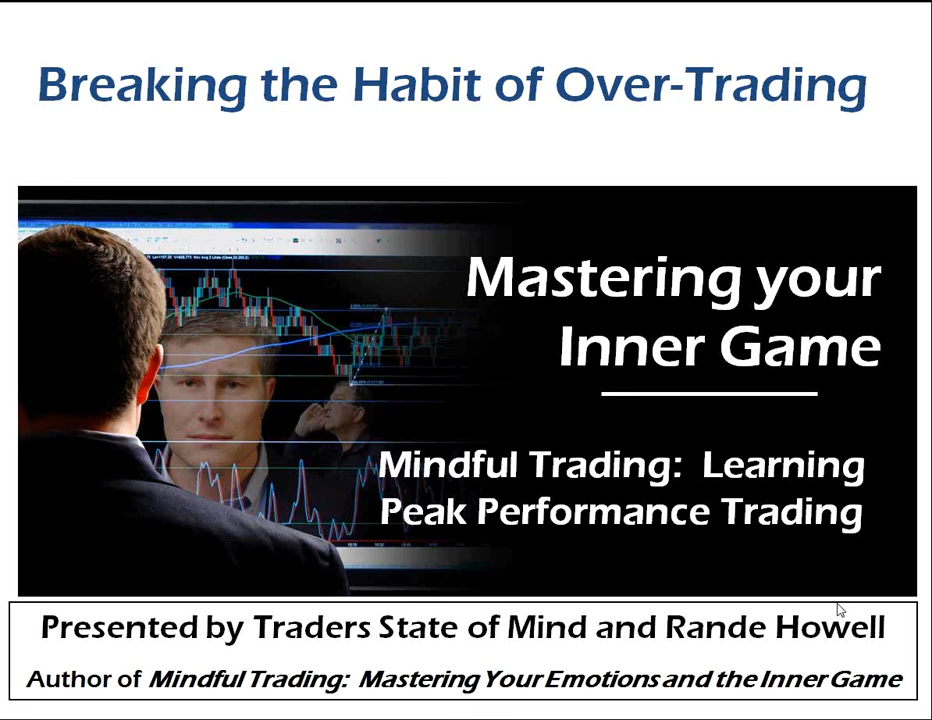 Breaking the Habit of Over-Trading
Mastering your
Inner Game
Mindful Trading: Learning
Peak Performance Trading
Presented by Traders State of Mind and Rande Howell
Author of Mindful Trading: Mastering Your Emotions and the Inner Game